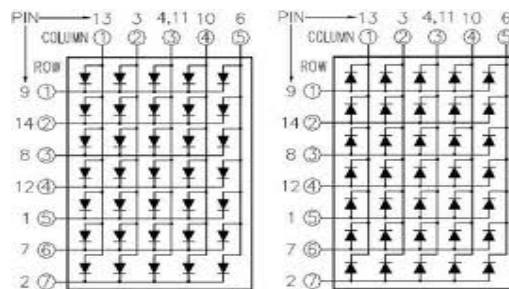 PIN 13 3 4,11 10 6
COLUMN ① ② ③ ④ ⑤
ROW
9 ①
14 ②
8 ③
12 ④
1 ⑤
7 ⑥
2 ⑦
PIN 13 3 4,11 10 6
COLUMN ① ② ③ ④ ⑤
ROW
9 ①
14 ②
8 ③
12 ④
1 ⑤
7 ⑥
2 ⑦